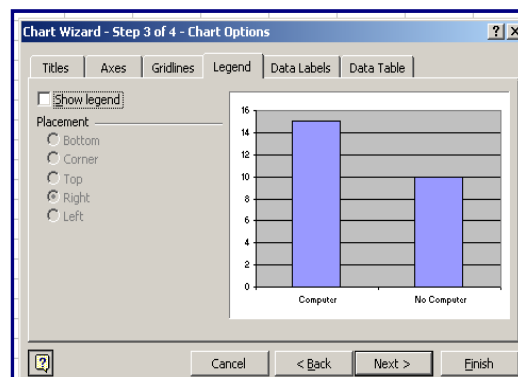 Chart Wizard - Step 3 of 4 - Chart Options
Titles Axes Gridlines Legend Data Labels Data Table
Show legend
Placement
Bottom
Corner
Top
Right
Left
16
14
12
10
8
6
4
2
0
Computer No Computer
Cancel < Back Next > Finish